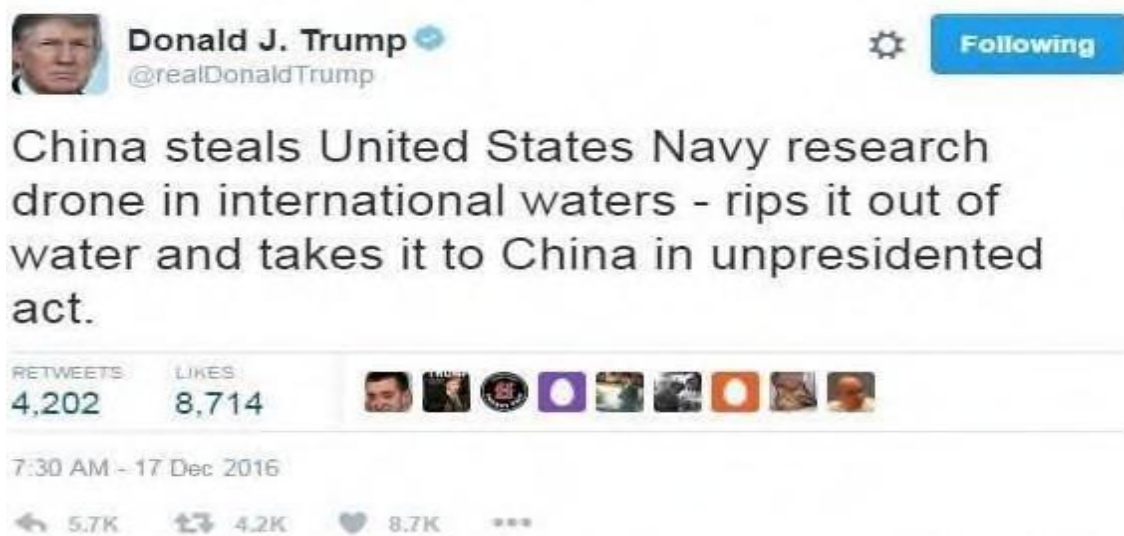 Donald J. Trump
@realDonaldTrump
Following
China steals United States Navy research
drone in international waters - rips it out of
water and takes it to China in unpresidented
act.
RETWEETS LIKES
4,202 8,714
7:30 AM - 17 Dec 2016
5.7K 4.2K 8.7K